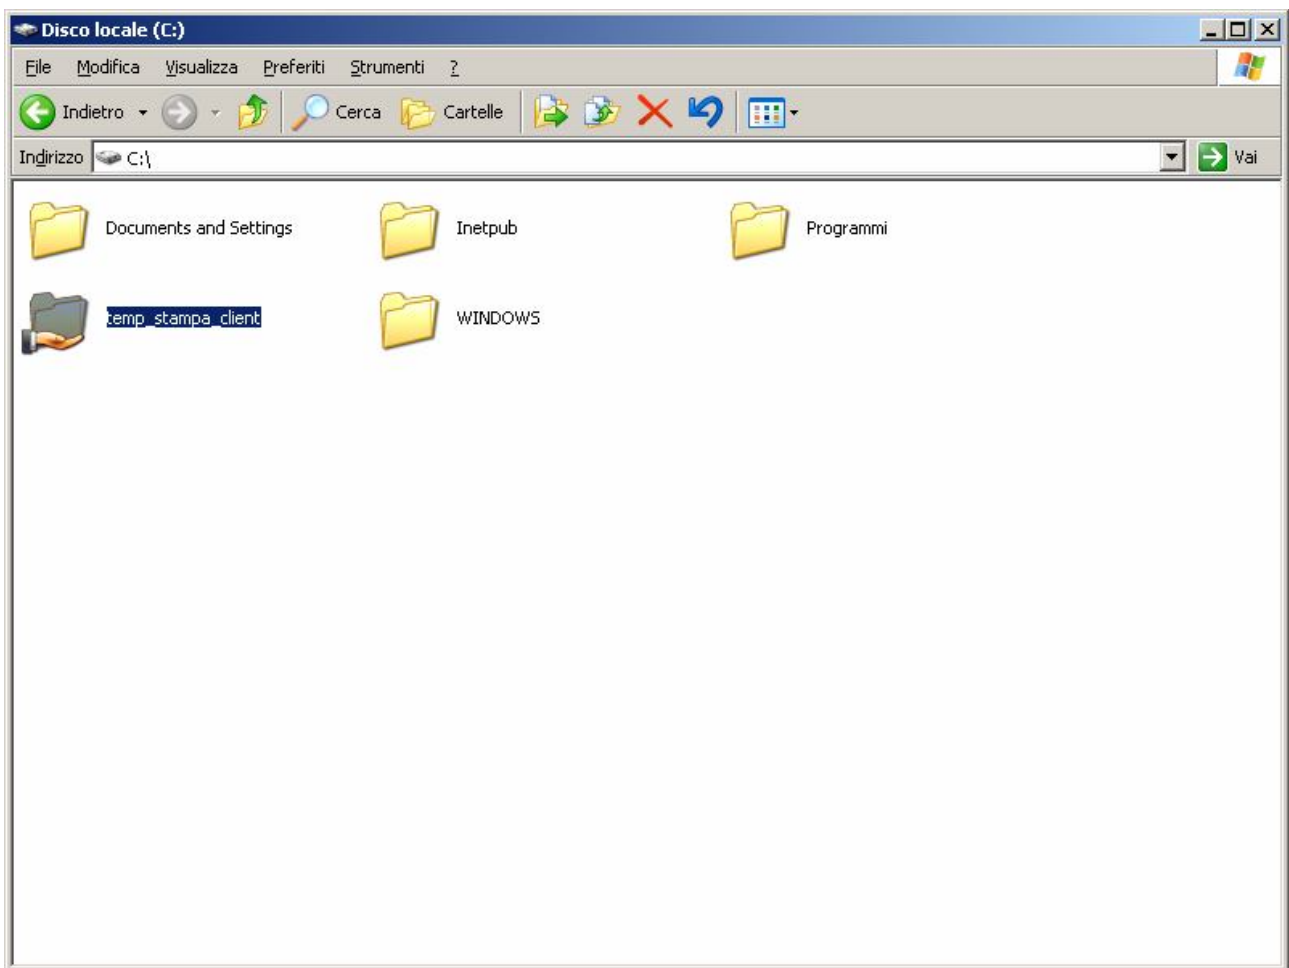 Disco locale (C:)
File Modifica Visualizza Preferiti Strumenti ?
Indietro Cerca Cartelle
Indirizzo C:\ Vai
Documents and Settings Inetpub Programmi
temp_stampa_client WINDOWS